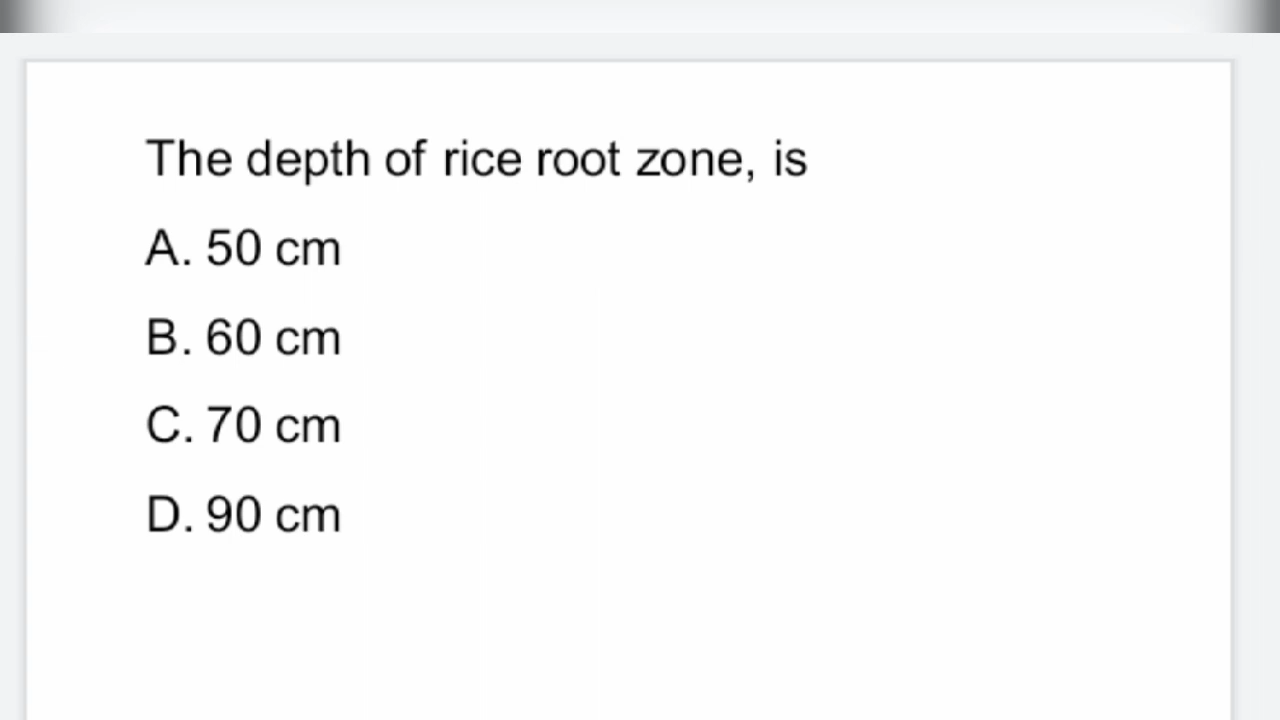 The depth of rice root zone, is
A. 50 cm
B. 60 cm
C. 70 cm
D. 90 cm